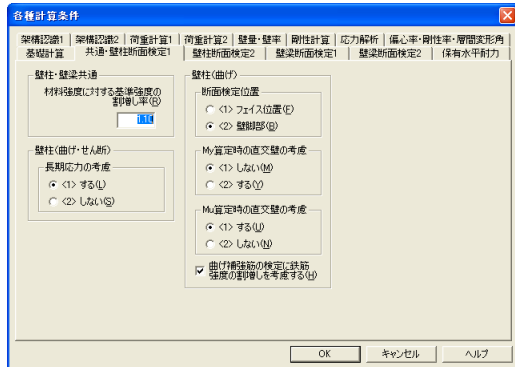 各種計算条件
架構認識1 架構認識2 荷重計算1 荷重計算2 壁量・壁率 剛性計算 応力解析 偏心率・剛性率・層間変形角
基礎計算 共通・壁柱断面検定1 壁柱断面検定2 壁梁断面検定1 壁梁断面検定2 保有水平耐力
壁柱・壁梁共通
材料強度に対する基準強度の
割増し率(R)
1.10
壁柱(曲げ・せん断)
長期応力の考慮
<1> する(L)
<2> しない(S)
壁柱(曲げ)
断面検定位置
<1> フェイス位置(F)
<2> 壁脚部(B)
My算定時の直交壁の考慮
<1> しない(M)
<2> する(Y)
Mu算定時の直交壁の考慮
<1> する(U)
<2> しない(N)
曲げ補強筋の検定に鉄筋
強度の割増しを考慮する(H)
OK キャンセル ヘルプ